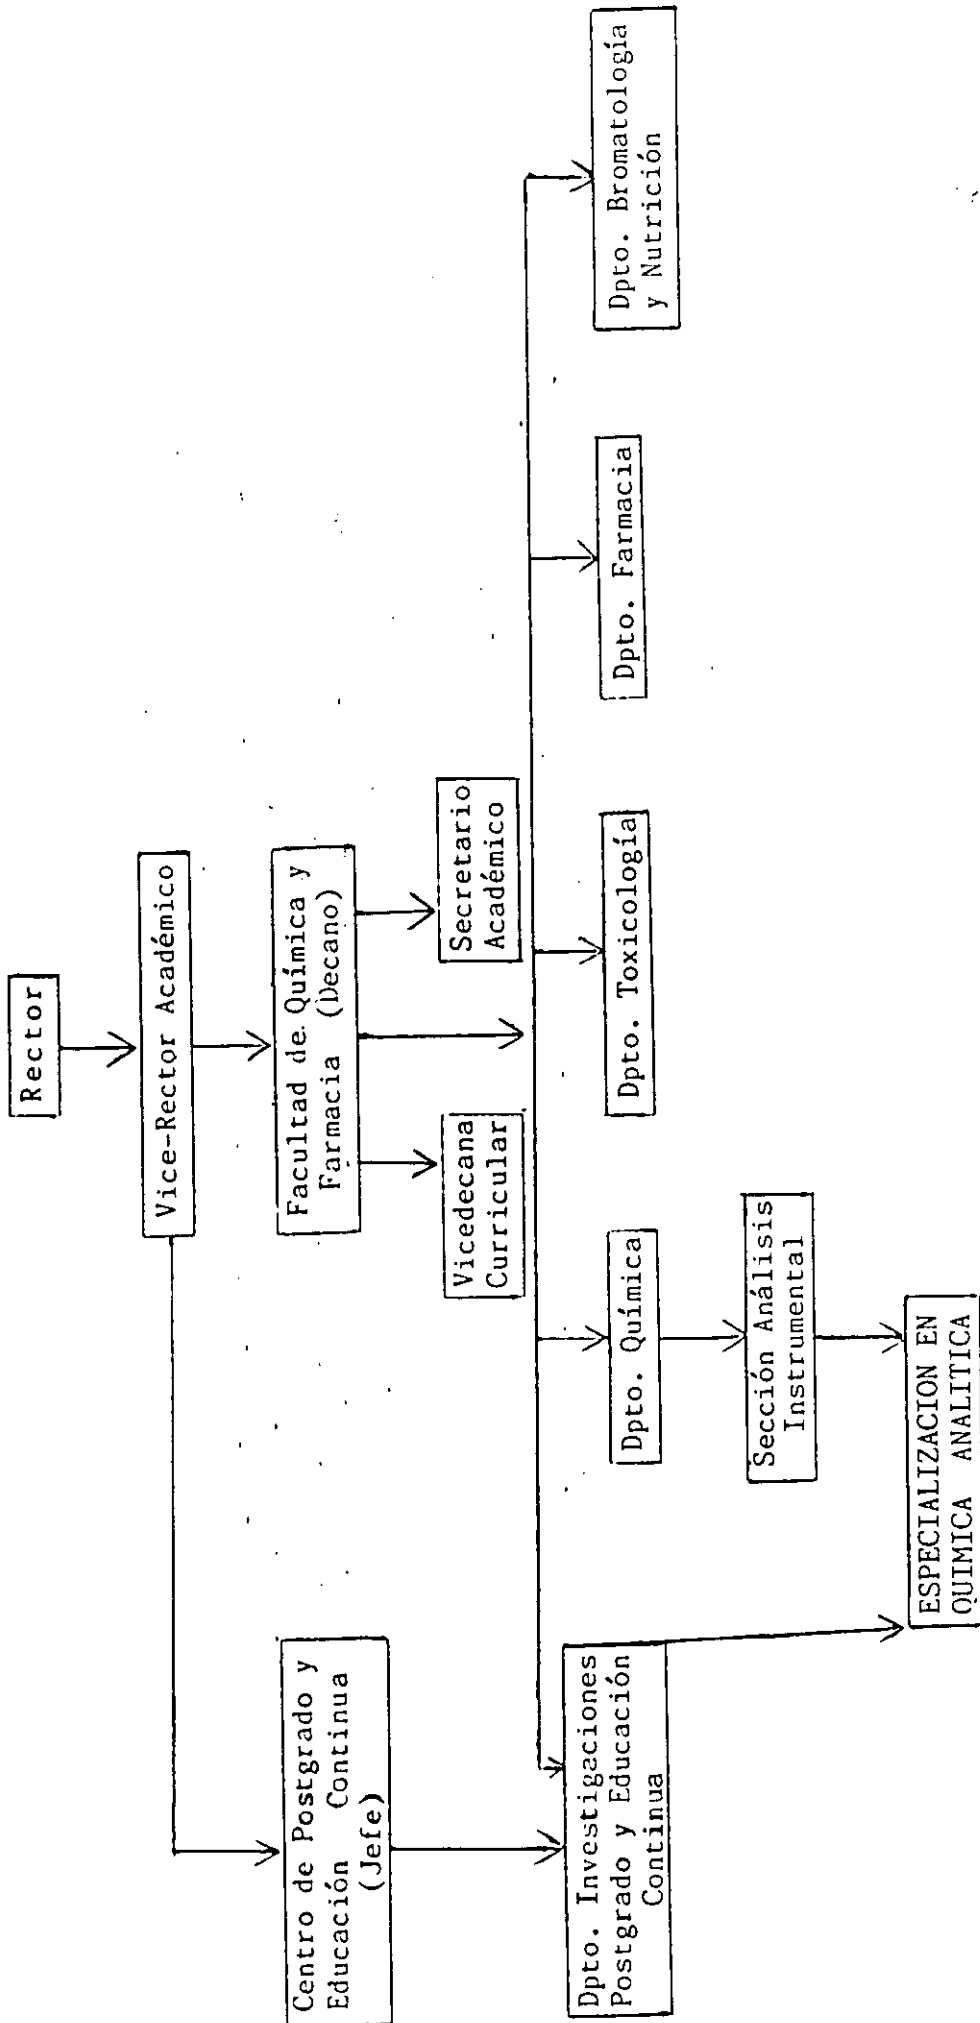 Rector
Vice-Rector Académico
Centro de Postgrado y
Educación Continua
(Jefe)
Facultad de Química y
Farmacia (Decano)
Vicedecana
Curricular
Secretario
Académico
Dpto. Investigaciones
Postgrado y Educación
Continua
Dpto. Química
Dpto. Toxicología
Dpto. Farmacia
Dpto. Bromatología
y Nutrición
Sección Análisis
Instrumental
ESPECIALIZACION EN
QUIMICA ANALITICA